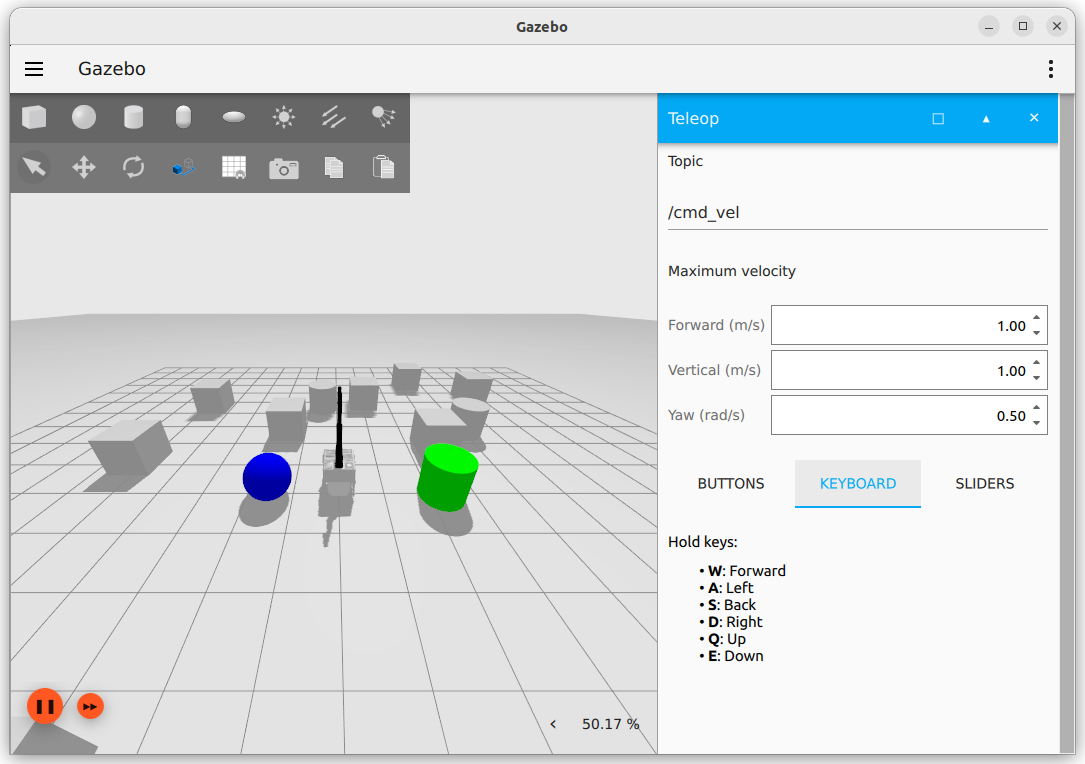 Gazebo
Gazebo
Teleop
Topic
/cmd_vel
Maximum velocity
Forward (m/s) 1.00
Vertical (m/s) 1.00
Yaw (rad/s) 0.50
BUTTONS KEYBOARD SLIDERS
Hold keys:
• W: Forward
• A: Left
• S: Back
• D: Right
• Q: Up
• E: Down
50.17 %